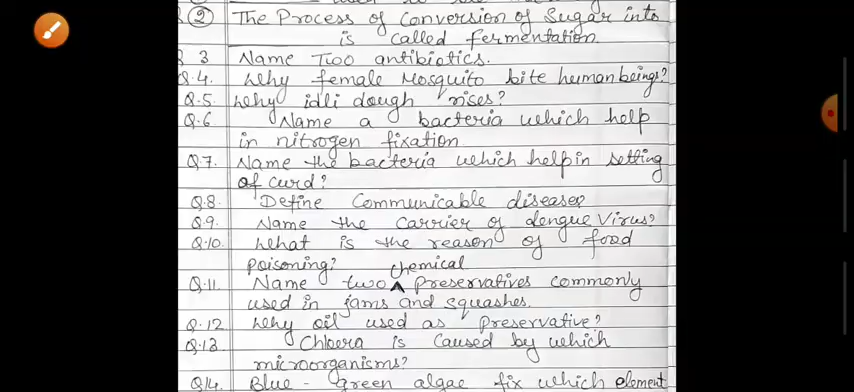 2 The Process of Conversion of Sugar into
is called fermentation.
3 Name Two antibiotics.
Q.4. Why female Mosquito bite human beings?
Q.5. Why idli dough rises?
Q.6 Name a bacteria which help
in nitrogen fixation
Q.7 Name the bacteria which help in setting
of curd?
Q.8. Define Communicable disease?
Q.9. Name the carrier of dengue Virus?
Q.10. What is the reason of food
poisoning?
chemical
Q.11. Name two ^ preservatives commonly
used in jams and squashes.
Q.12 Why oil used as preservative?
Q.13 Chloera is caused by which
microorganisms?
Q.14. Blue-green algae fix which element